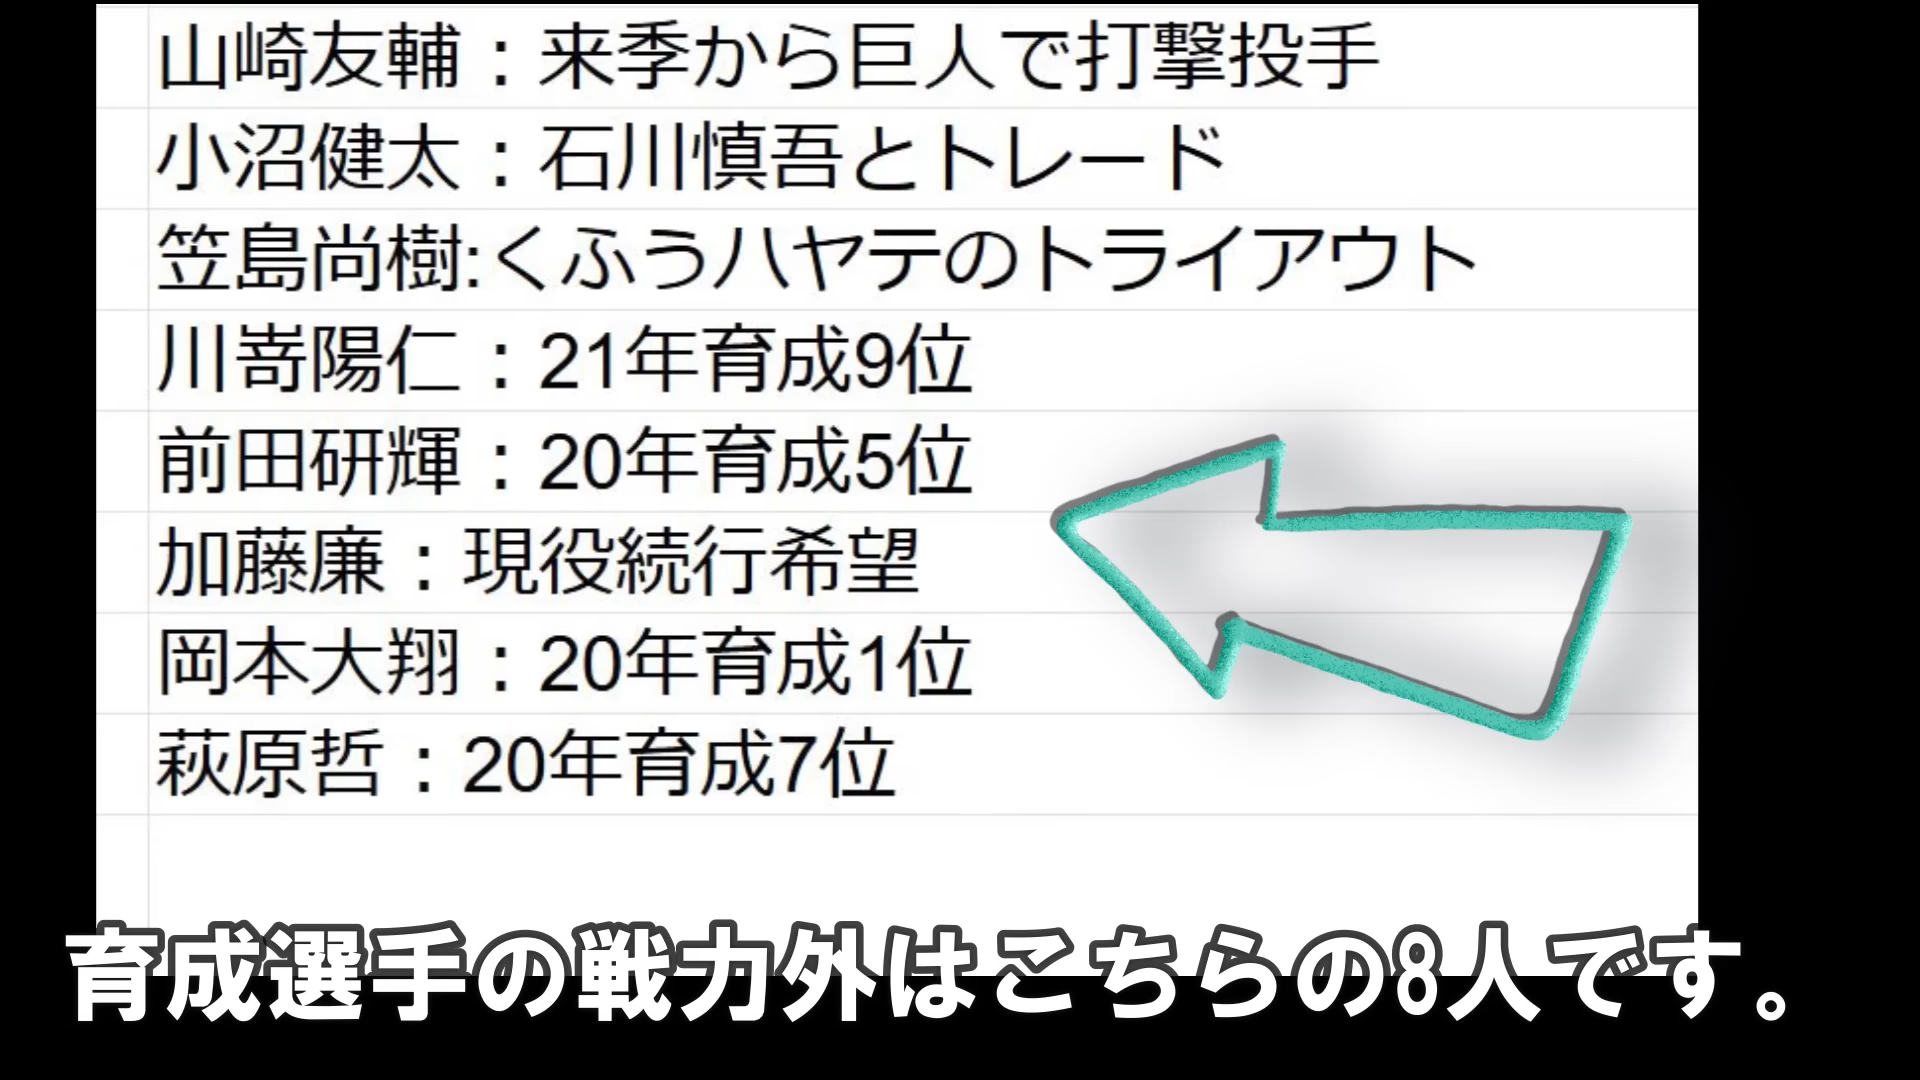 山崎友輔：来季から巨人で打撃投手
小沼健太：石川慎吾とトレード
笠島尚樹:くふうハヤテのトライアウト
川嵜陽仁：21年育成9位
前田研輝：20年育成5位
加藤廉：現役続行希望
岡本大翔：20年育成1位
萩原哲：20年育成7位
育成選手の戦力外はこちらの8人です。